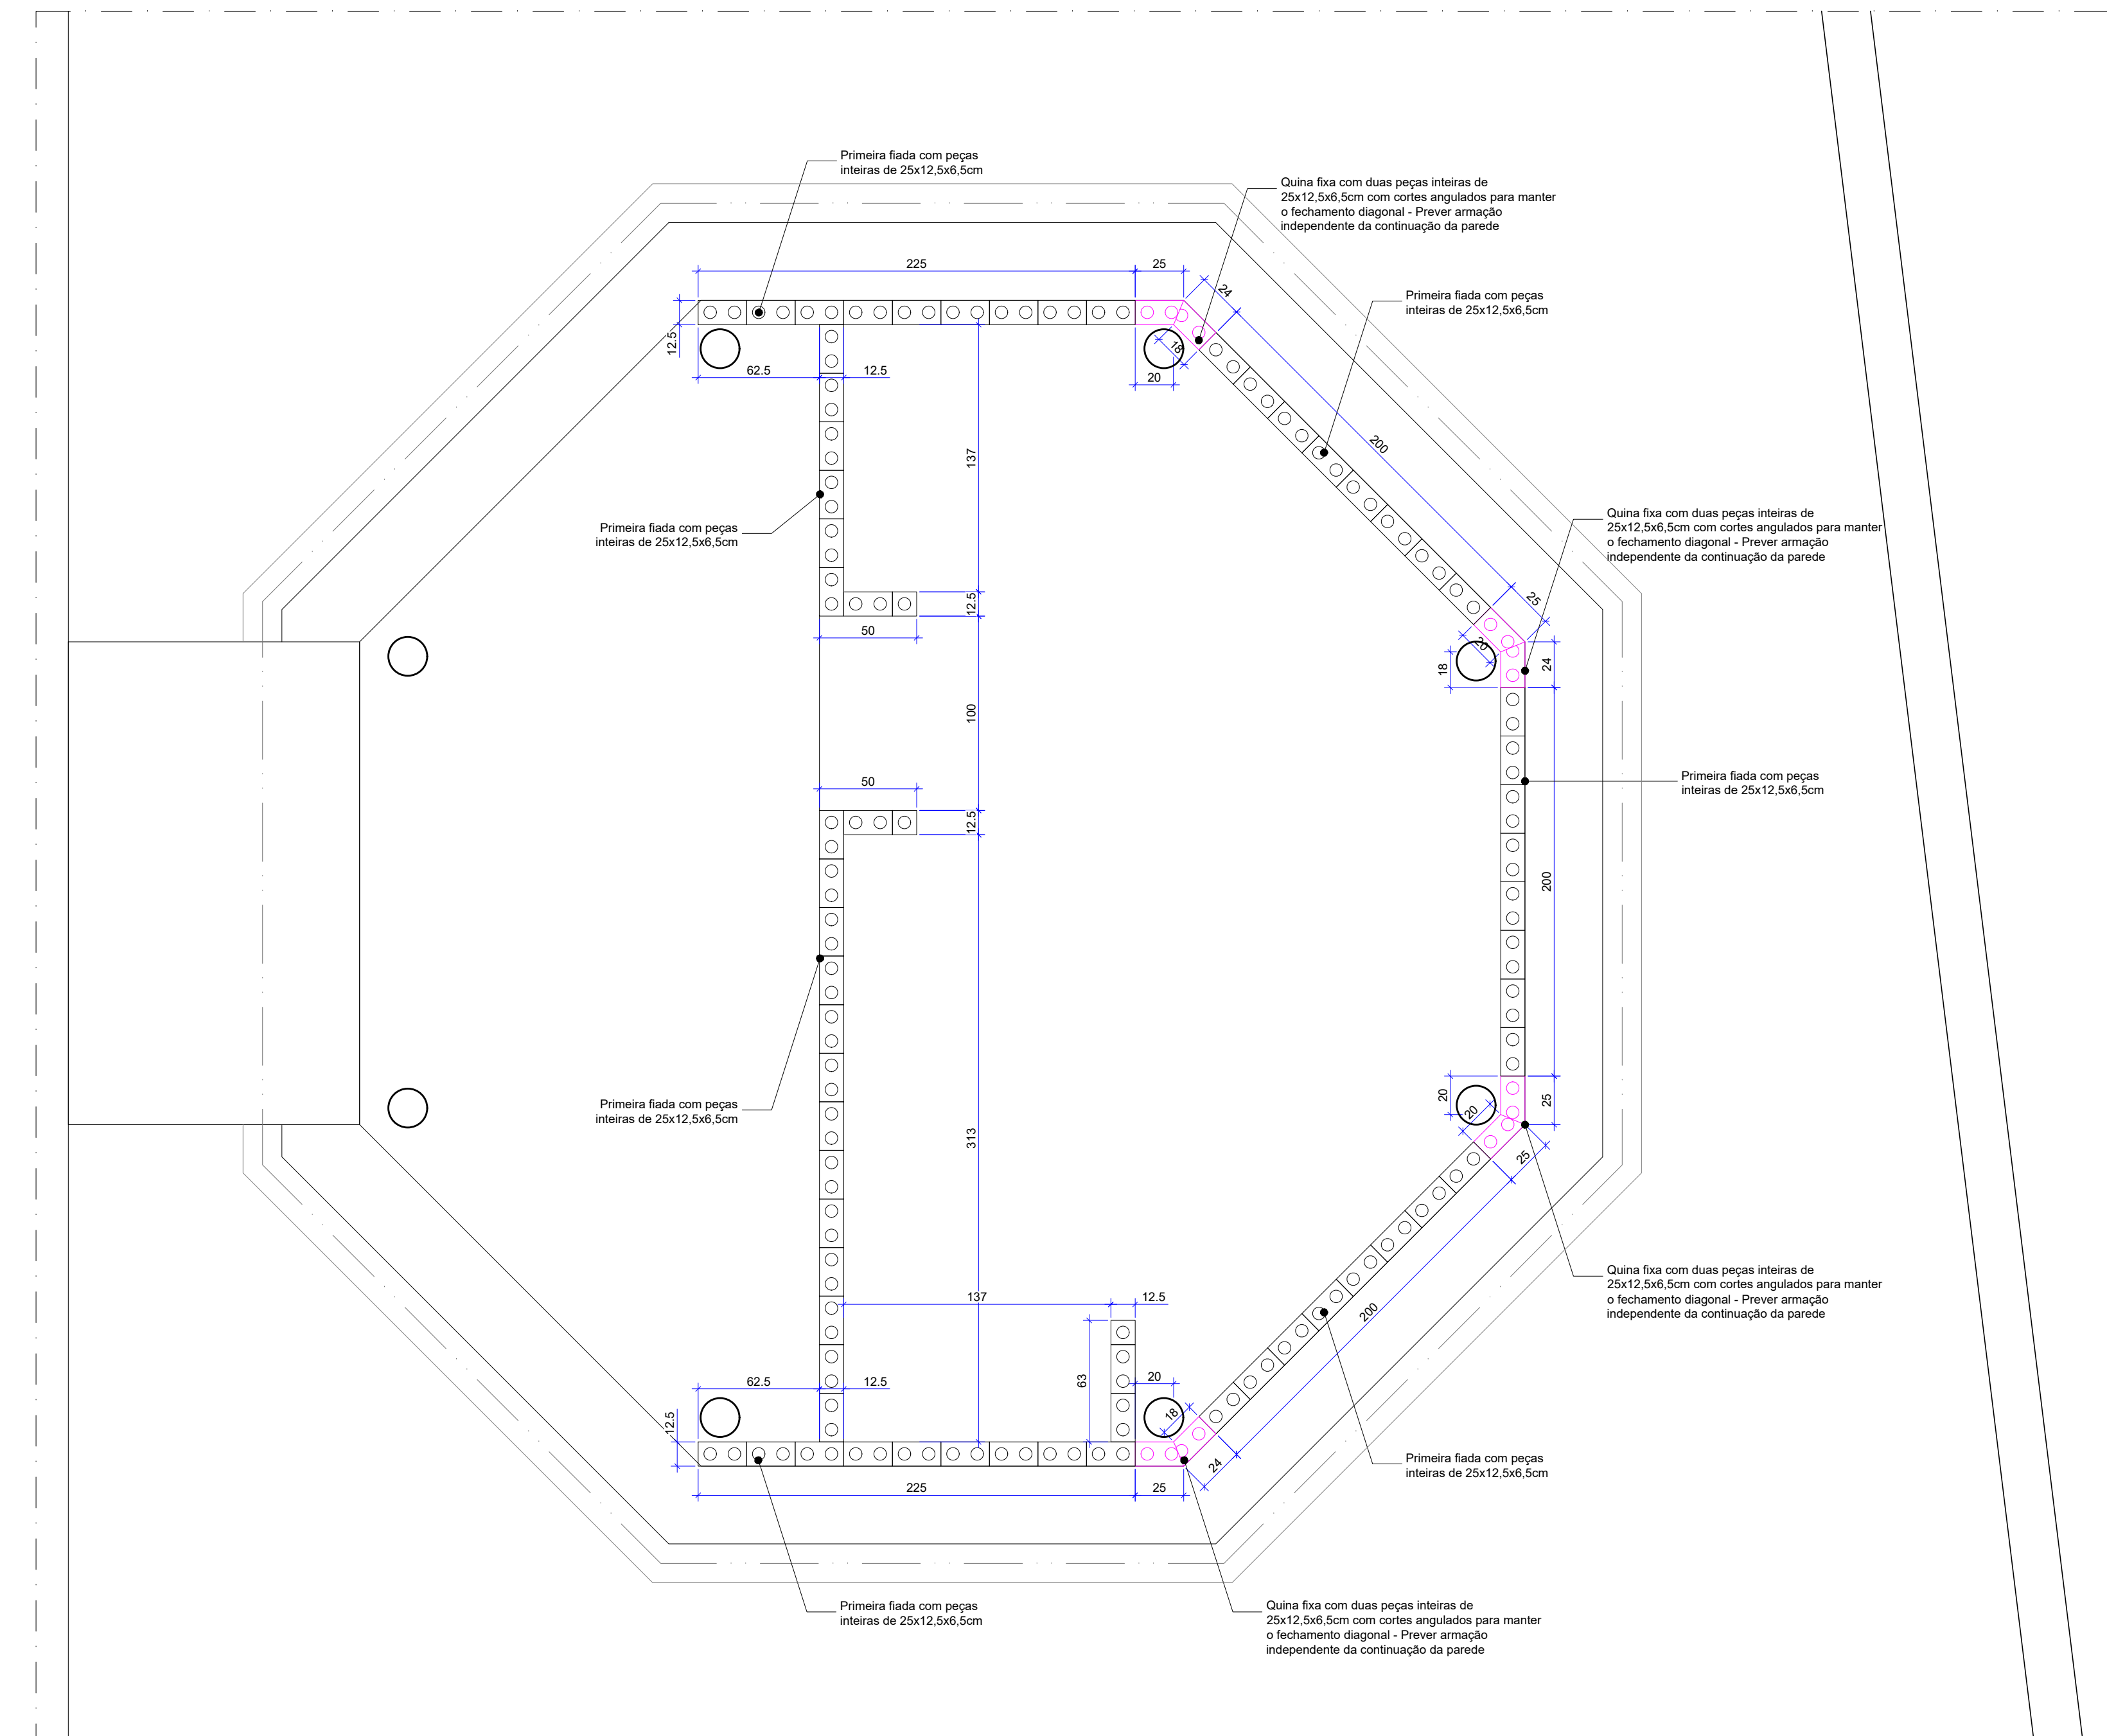 Primeira fiada com peças
inteiras de 25x12,5x6,5cm
Quina fixa com duas peças inteiras de
25x12,5x6,5cm com cortes angulados para manter
o fechamento diagonal - Prever armação
independente da continuação da parede
225
25
24
Primeira fiada com peças
inteiras de 25x12,5x6,5cm
12.5
18
62.5
12.5
20
137
200
Primeira fiada com peças
inteiras de 25x12,5x6,5cm
Quina fixa com duas peças inteiras de
25x12,5x6,5cm com cortes angulados para manter
o fechamento diagonal - Prever armação
independente da continuação da parede
12.5
25
50
20
18
24
100
50
Primeira fiada com peças
inteiras de 25x12,5x6,5cm
12.5
200
Primeira fiada com peças
inteiras de 25x12,5x6,5cm
20
25
20
313
25
Quina fixa com duas peças inteiras de
25x12,5x6,5cm com cortes angulados para manter
o fechamento diagonal - Prever armação
independente da continuação da parede
137
12.5
200
62.5
12.5
63
20
12.5
18
24
Primeira fiada com peças
inteiras de 25x12,5x6,5cm
225
25
Primeira fiada com peças
inteiras de 25x12,5x6,5cm
Quina fixa com duas peças inteiras de
25x12,5x6,5cm com cortes angulados para manter
o fechamento diagonal - Prever armação
independente da continuação da parede